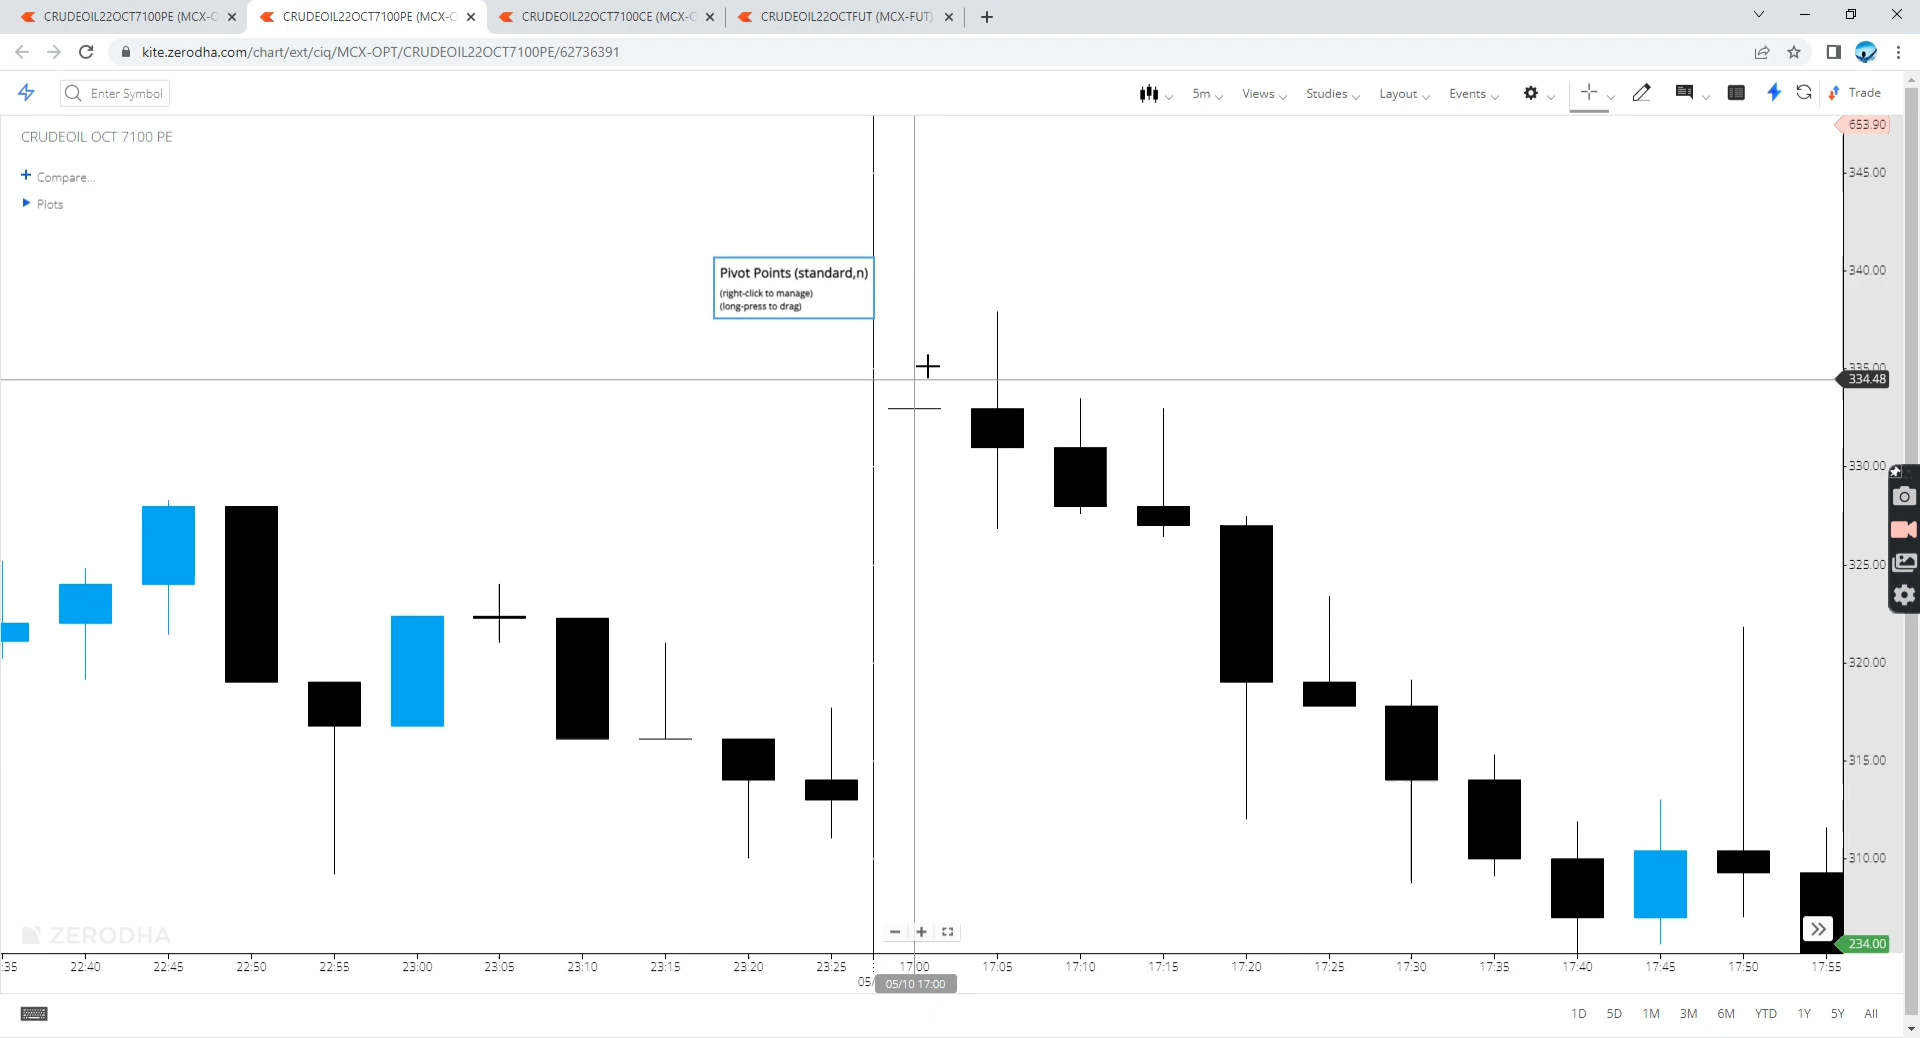 CRUDEOIL22OCT7100PE (MCX-O
CRUDEOIL22OCT7100PE (MCX-O
CRUDEOIL22OCT7100CE (MCX-O
CRUDEOIL22OCTFUT (MCX-FUT)
kite.zerodha.com/chart/ext/ciq/MCX-OPT/CRUDEOIL22OCT7100PE/62736391
Enter Symbol
5m
Views
Studies
Layout
Events
Trade
CRUDEOIL OCT 7100 PE
Compare...
Plots
Pivot Points (standard,n)
(right-click to manage)
(long-press to drag)
653.90
345.00
340.00
335.00
334.48
330.00
325.00
320.00
315.00
310.00
234.00
ZERODHA
:35 22:40 22:45 22:50 22:55 23:00 23:05 23:10 23:15 23:20 23:25 17:00 17:05 17:10 17:15 17:20 17:25 17:30 17:35 17:40 17:45 17:50 17:55
05/ 05/10 17:00
1D 5D 1M 3M 6M YTD 1Y 5Y All